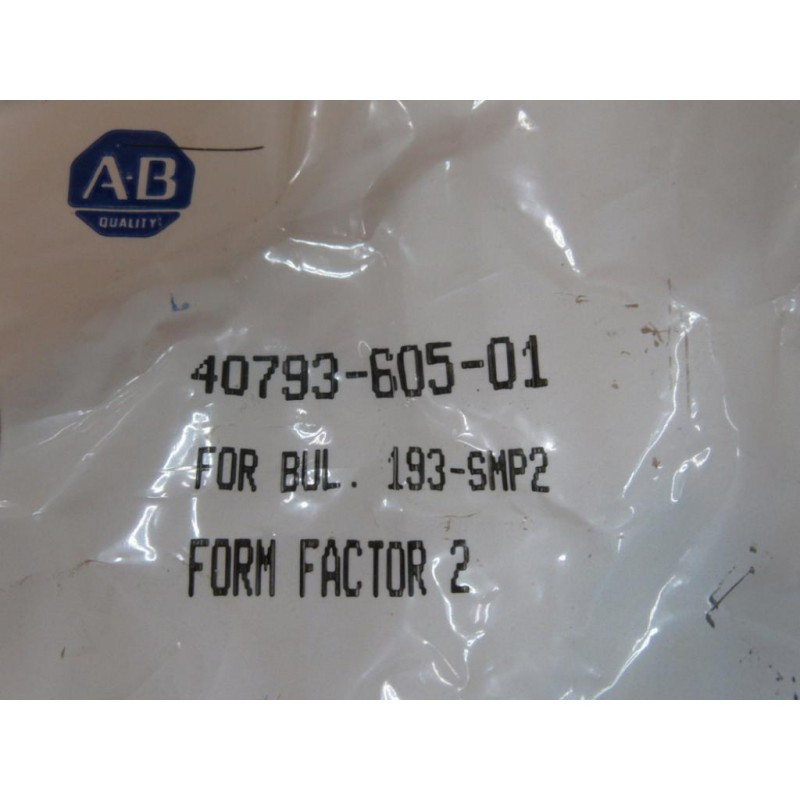 A-B
QUALITY
40793-605-01
FOR BUL. 193-SMP2
FORM FACTOR 2